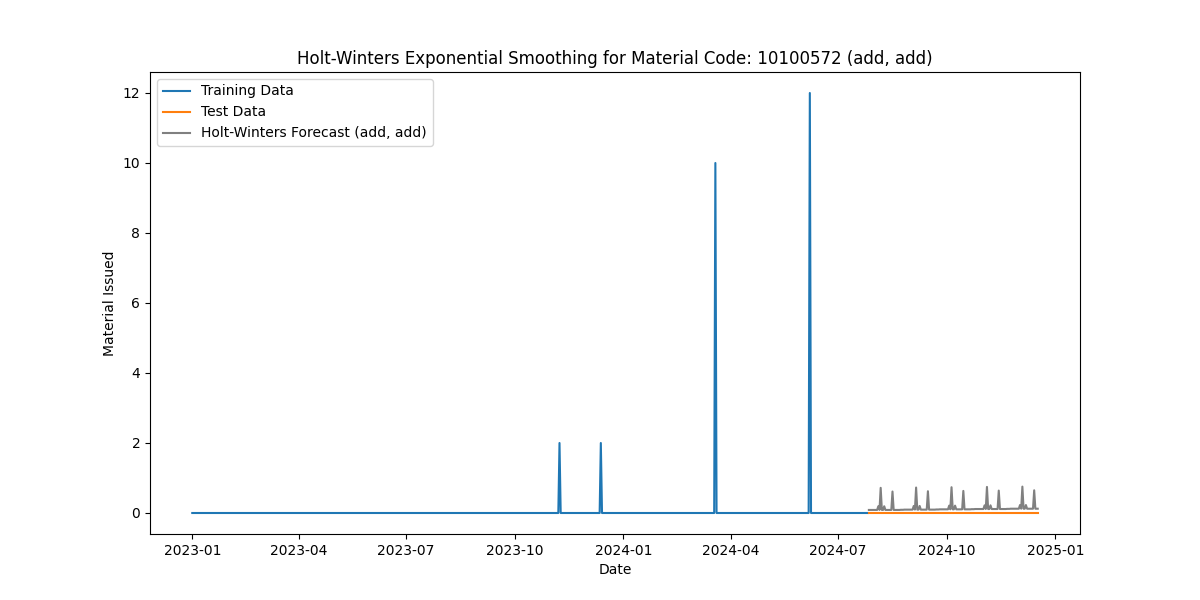 Holt-Winters Exponential Smoothing for Material Code: 10100572 (add, add)
Training Data
Test Data
Holt-Winters Forecast (add, add)
Material Issued
12
10
8
6
4
2
0
2023-01 2023-04 2023-07 2023-10 2024-01 2024-04 2024-07 2024-10 2025-01
Date